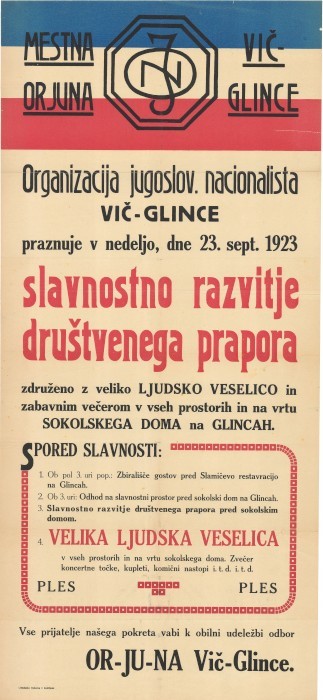 MESTNA
ORJUNA
JNO
VIČ-
GLINCE
Organizacija jugoslov. nacionalista
VIČ-GLINCE
praznuje v nedeljo, dne 23. sept. 1923
slavnostno razvitje
društvenega prapora
združeno z veliko LJUDSKO VESELICO in
zabavnim večerom v vseh prostorih in na vrtu
SOKOLSKEGA DOMA na GLINCAH.
SPORED SLAVNOSTI:
1. Ob pol 3. uri pop.: Zbirališče gostov pred Slamičevo restavracijo
na Glincah.
2. Ob 3. uri: Odhod na slavnostni prostor pred sokolski dom na Glincah.
3. Slavnostno razvitje društvenega prapora pred sokolskim
domom.
4. VELIKA LJUDSKA VESELICA
v vseh prostorih in na vrtu sokolskega doma. Zvečer
koncertne točke, kupleti, komični nastopi i. t. d. i. t. d.
PLES PLES
Vse prijatelje našega pokreta vabi k obilni udeležbi odbor
OR-JU-NA Vič-Glince.